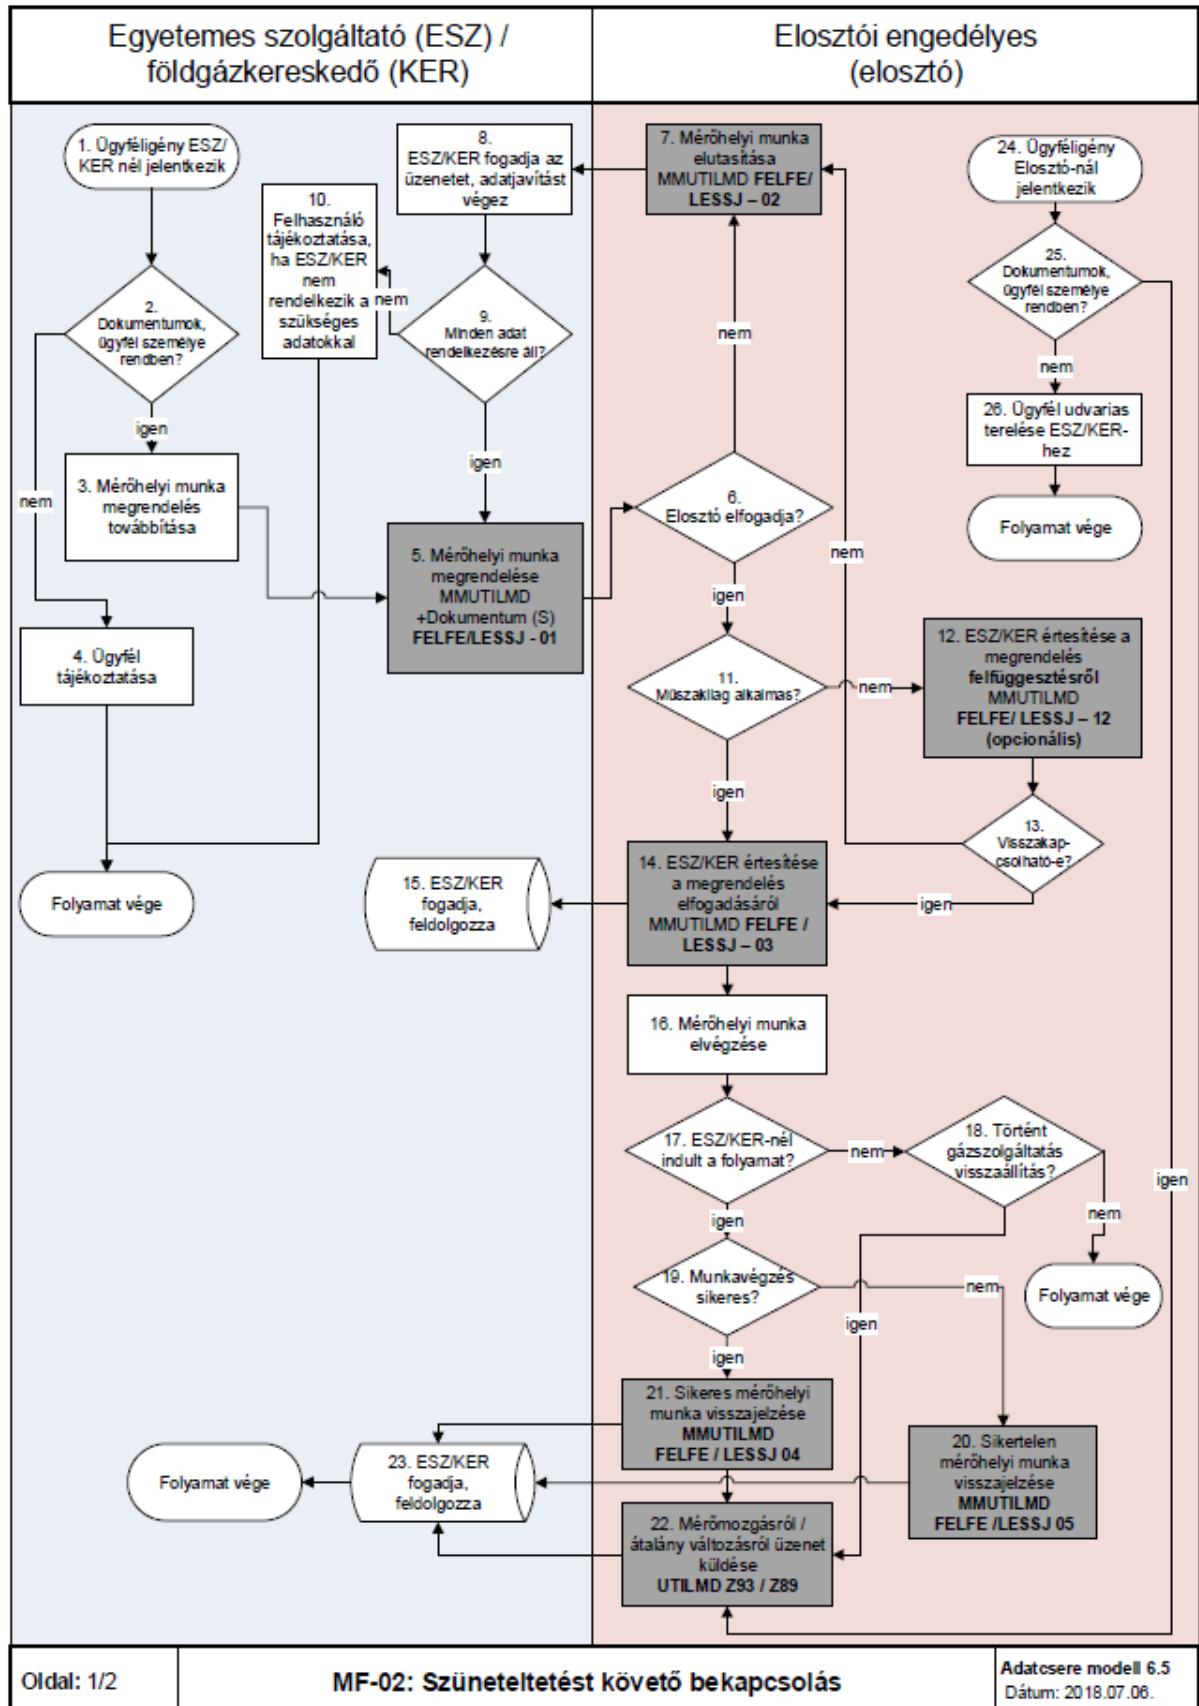 Egyetemes szolgáltató (ESZ) /
földgázkereskedő (KER)
Elosztói engedélyes
(elosztó)
1. Ügyféligény ESZ/
KER nél jelentkezik
2.
Dokumentumok,
ügyfél személye
rendben?
igen
nem
3. Mérőhelyi munka
megrendelés
továbbítása
4. Ügyfél
tájékoztatása
Folyamat vége
8.
ESZ/KER fogadja az
üzenetet, adatjavítást
végez
10.
Felhasználó
tájékoztatása,
ha ESZ/KER
nem
rendelkezik a
szükséges
adatokkal
nem
9.
Minden adat
rendelkezésre áll?
igen
5. Mérőhelyi munka
megrendelése
MMUTILMD
+Dokumentum (S)
FELFE/LESSJ - 01
7. Mérőhelyi munka
elutasítása
MMUTILMD FELFE/
LESSJ – 02
nem
6.
Elosztó elfogadja?
igen
nem
11.
Műszakilag alkalmas?
nem
igen
12. ESZ/KER értesítése a
megrendelés
felfüggesztésről
MMUTILMD
FELFE/ LESSJ – 12
(opcionális)
13.
Visszakap-
csolható-e?
igen
14. ESZ/KER értesítése
a megrendelés
elfogadásáról
MMUTILMD FELFE /
LESSJ – 03
15. ESZ/KER
fogadja,
feldolgozza
16. Mérőhelyi munka
elvégzése
17. ESZ/KER-nél
indult a folyamat?
nem
igen
18. Történt
gázszolgáltatás
visszaállítás?
nem
igen
Folyamat vége
19. Munkavégzés
sikeres?
nem
igen
21. Sikeres mérőhelyi
munka visszajelzése
MMUTILMD
FELFE / LESSJ 04
20. Sikertelen
mérőhelyi munka
visszajelzése
MMUTILMD
FELFE /LESSJ 05
22. Mérőmozgásról /
átalány változásról üzenet
küldése
UTILMD Z93 / Z89
23. ESZ/KER
fogadja,
feldolgozza
Folyamat vége
24. Ügyféligény
Elosztó-nál
jelentkezik
25.
Dokumentumok,
ügyfél személye
rendben?
nem
igen
26. Ügyfél udvarias
terelése ESZ/KER-
hez
Folyamat vége
Oldal: 1/2
MF-02: Szüneteltetést követő bekapcsolás
Adatcsere modell 6.5
Dátum: 2018.07.06.